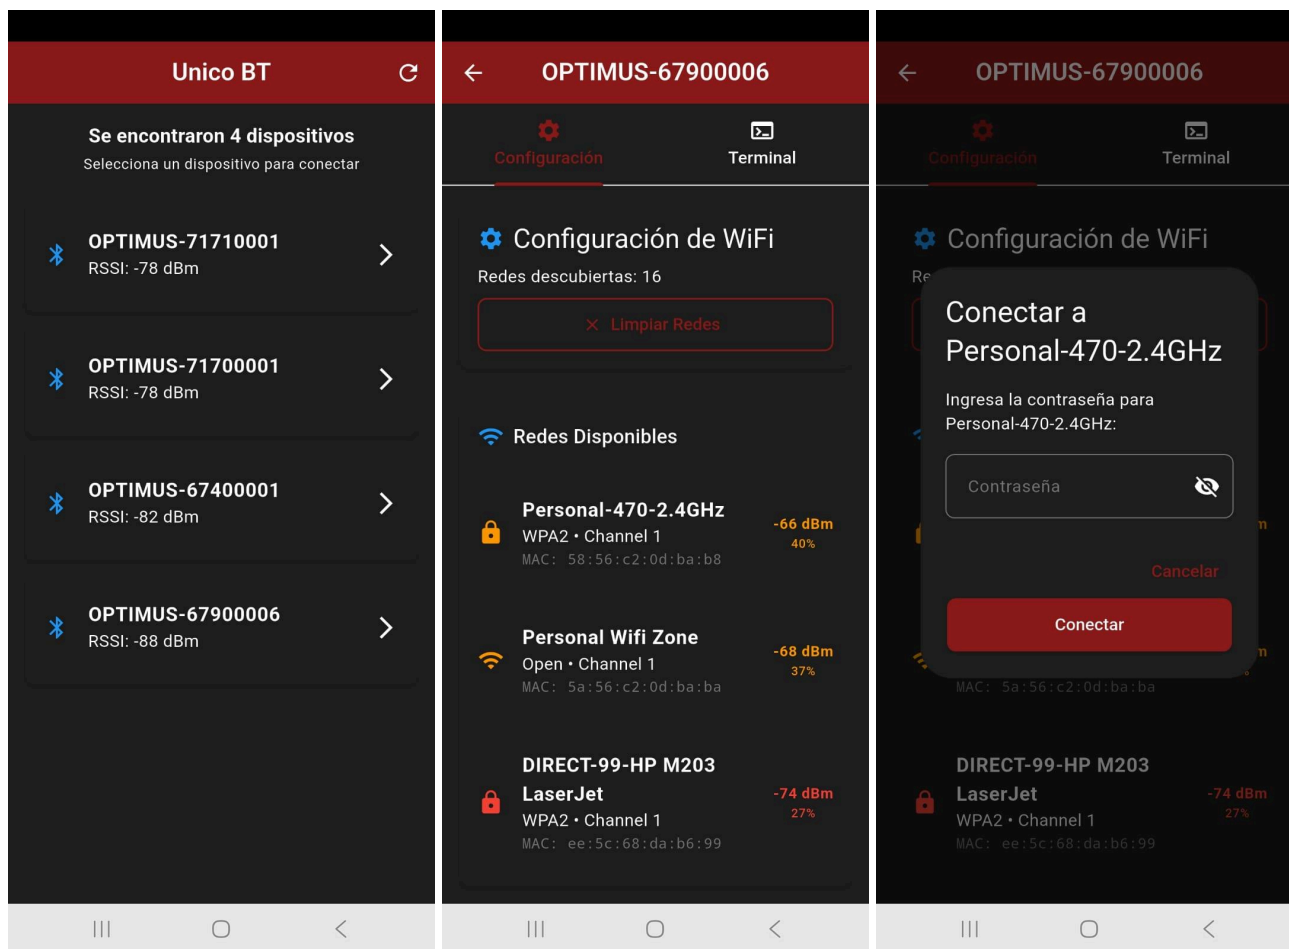 Unico BT
Se encontraron 4 dispositivos
Selecciona un dispositivo para conectar
OPTIMUS-71710001
RSSI: -78 dBm
OPTIMUS-71700001
RSSI: -78 dBm
OPTIMUS-67400001
RSSI: -82 dBm
OPTIMUS-67900006
RSSI: -88 dBm
OPTIMUS-67900006
Configuración
Terminal
Configuración de WiFi
Redes descubiertas: 16
Limpiar Redes
Redes Disponibles
Personal-470-2.4GHz
WPA2 • Channel 1
MAC: 58:56:c2:0d:ba:b8
-66 dBm
40%
Personal Wifi Zone
Open • Channel 1
MAC: 5a:56:c2:0d:ba:ba
-68 dBm
37%
DIRECT-99-HP M203
LaserJet
WPA2 • Channel 1
MAC: ee:5c:68:da:b6:99
-74 dBm
27%
OPTIMUS-67900006
Configuración
Terminal
Configuración de WiFi
Conectar a
Personal-470-2.4GHz
Ingresa la contraseña para
Personal-470-2.4GHz:
Contraseña
Cancelar
Conectar
MAC: 5a:56:c2:0d:ba:ba
DIRECT-99-HP M203
LaserJet
WPA2 • Channel 1
MAC: ee:5c:68:da:b6:99
-74 dBm
27%